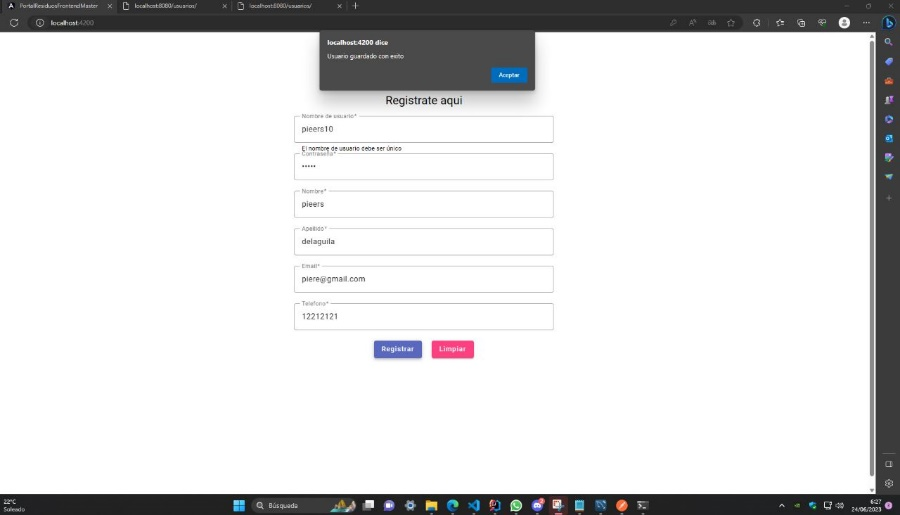 PortalResiduosFrontendMaster
localhost:8080/usuarios/
localhost:8080/usuarios/
localhost:4200
localhost:4200 dice
Usuario guardado con exito
Aceptar
Registrate aqui
Nombre de usuario*
pieers10
El nombre de usuario debe ser único
Contraseña*
•••••
Nombre*
pieers
Apellido*
delaguila
Email*
piere@gmail.com
Telefono*
12212121
Registrar
Limpiar
22°C
Soleado
Búsqueda
6:27
24/06/2023